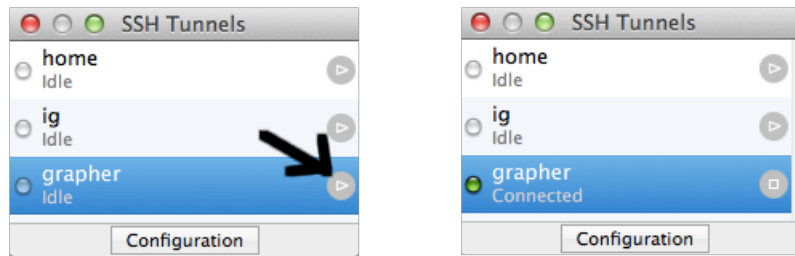 SSH Tunnels
home
Idle
ig
Idle
grapher
Idle
Configuration
SSH Tunnels
home
Idle
ig
Idle
grapher
Connected
Configuration